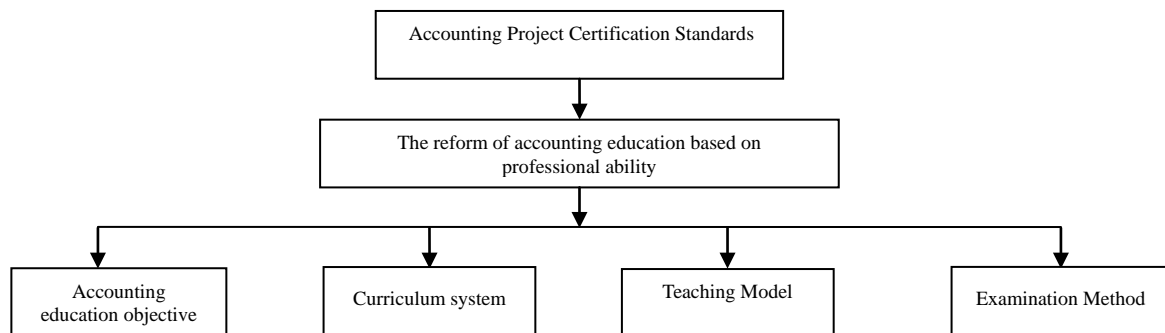 Accounting Project Certification Standards
The reform of accounting education based on
professional ability
Accounting
education objective
Curriculum system
Teaching Model
Examination Method